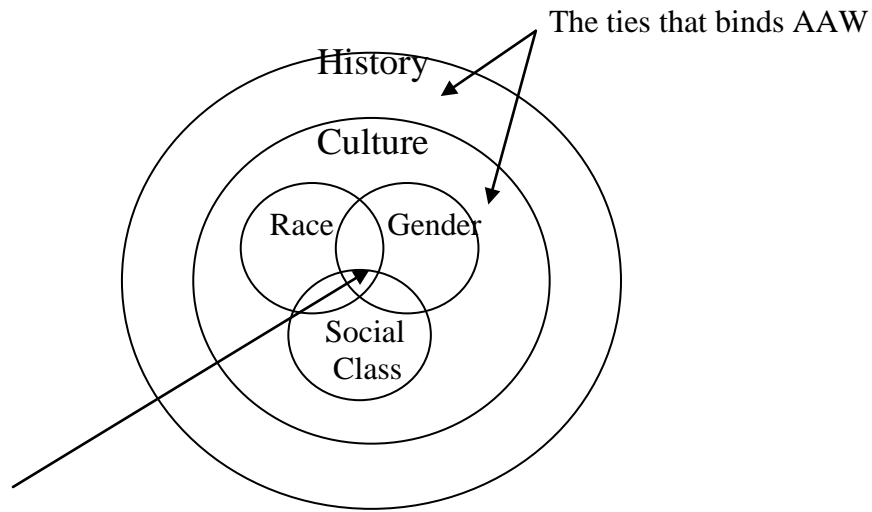 The ties that binds AAW
History
Culture
Race
Gender
Social
Class